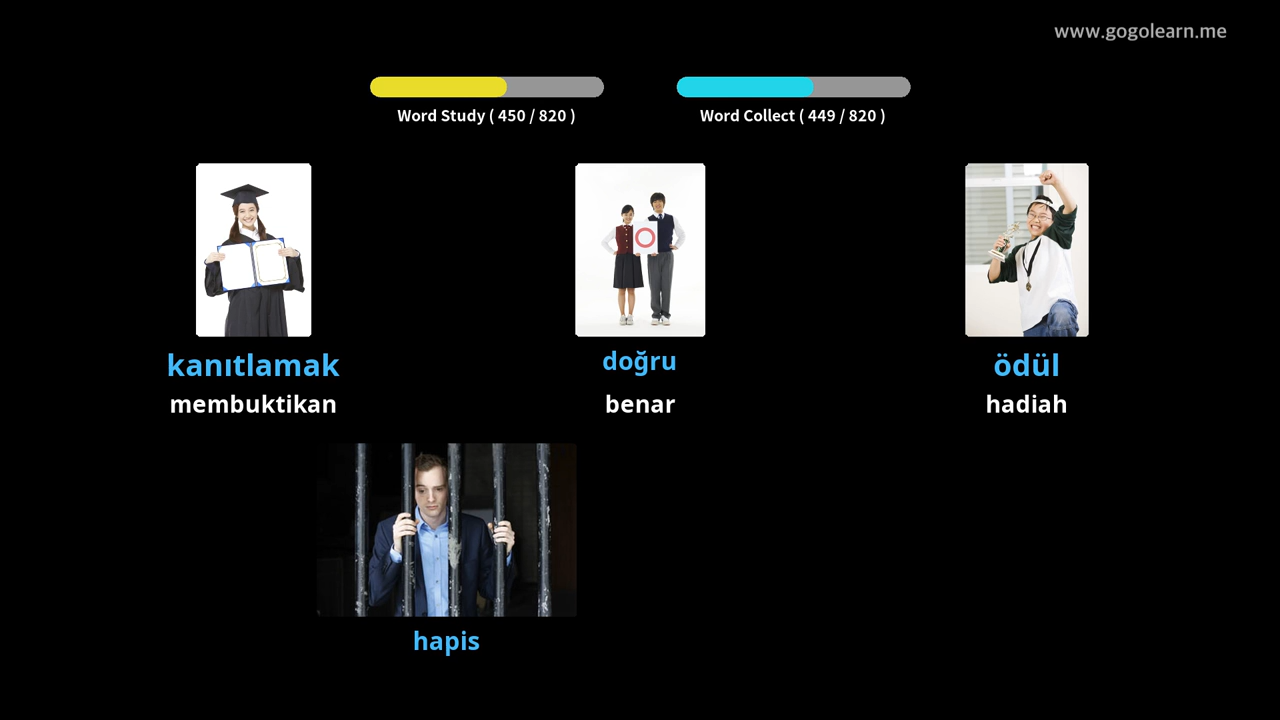 www.gogolearn.me
Word Study ( 450 / 820 )
Word Collect ( 449 / 820 )
kanıtlamak
doğru
ödül
membuktikan
benar
hadiah
hapis